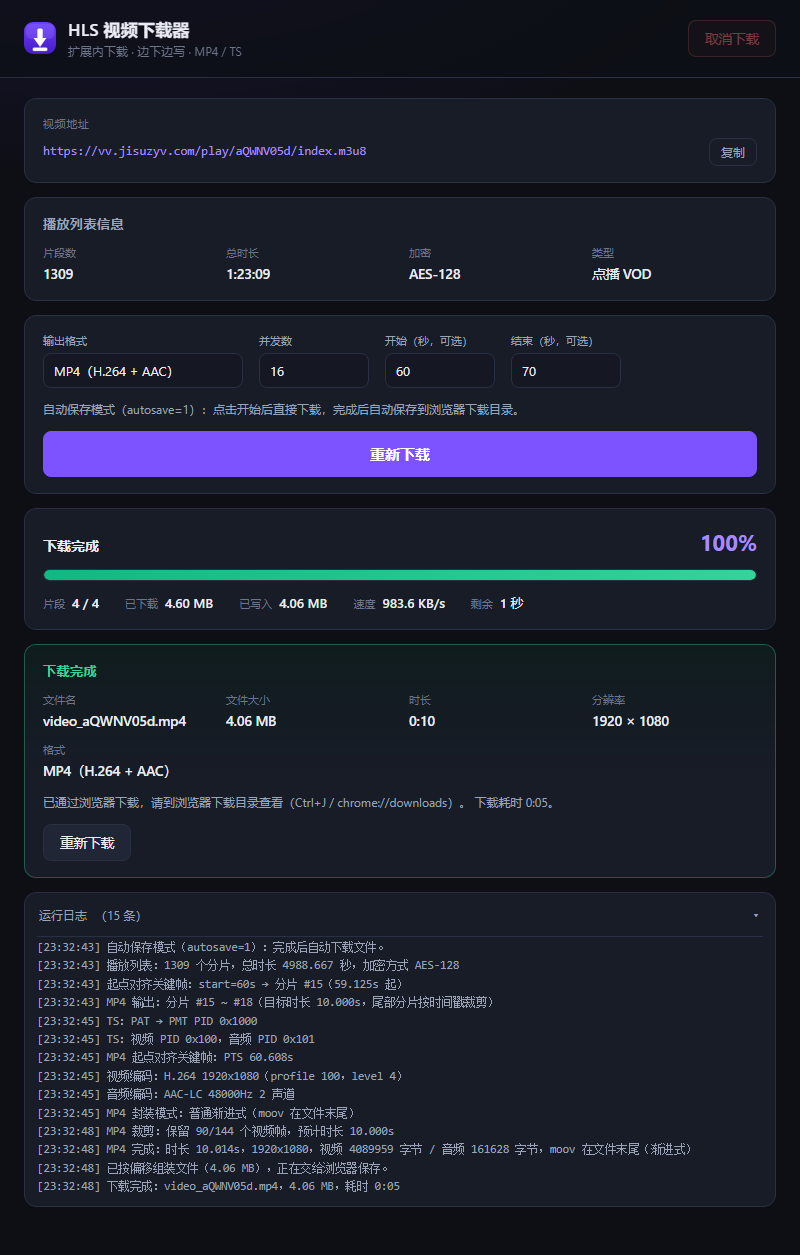 HLS 视频下载器
扩展内下载 · 边下边写 · MP4 / TS
取消下载
视频地址
https://vv.jisuzyv.com/play/aQWNV05d/index.m3u8
复制
播放列表信息
片段数 总时长 加密 类型
1309 1:23:09 AES-128 点播 VOD
输出格式 并发数 开始（秒，可选） 结束（秒，可选）
MP4（H.264 + AAC） 16 60 70
自动保存模式（autosave=1）：点击开始后直接下载，完成后自动保存到浏览器下载目录。
重新下载
下载完成 100%
片段 4 / 4 已下载 4.60 MB 已写入 4.06 MB 速度 983.6 KB/s 剩余 1 秒
下载完成
文件名 文件大小 时长 分辨率
video_aQWNV05d.mp4 4.06 MB 0:10 1920 × 1080
格式
MP4（H.264 + AAC）
已通过浏览器下载，请到浏览器下载目录查看（Ctrl+J / chrome://downloads）。 下载耗时 0:05。
重新下载
运行日志 （15 条）
[23:32:43] 自动保存模式（autosave=1）：完成后自动下载文件。
[23:32:43] 播放列表：1309 个分片，总时长 4988.667 秒，加密方式 AES-128
[23:32:43] 起点对齐关键帧：start=60s → 分片 #15（59.125s 起）
[23:32:43] MP4 输出：分片 #15 ~ #18（目标时长 10.000s，尾部分片按时间戳裁剪）
[23:32:45] TS：PAT → PMT PID 0x1000
[23:32:45] TS：视频 PID 0x100，音频 PID 0x101
[23:32:45] MP4 起点对齐关键帧：PTS 60.608s
[23:32:45] 视频编码：H.264 1920x1080（profile 100，level 4）
[23:32:45] 音频编码：AAC-LC 48000Hz 2 声道
[23:32:45] MP4 封装模式：普通渐进式（moov 在文件末尾）
[23:32:48] MP4 裁剪：保留 90/144 个视频帧，预计时长 10.000s
[23:32:48] MP4 完成：时长 10.014s，1920x1080，视频 4089959 字节 / 音频 161628 字节，moov 在文件末尾（渐进式）
[23:32:48] 已按偏移组装文件（4.06 MB），正在交给浏览器保存。
[23:32:48] 下载完成：video_aQWNV05d.mp4，4.06 MB，耗时 0:05